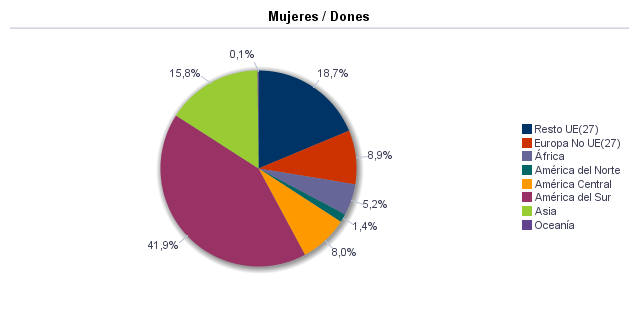 Mujeres / Dones
0,1%
15,8%
18,7%
8,9%
5,2%
1,4%
8,0%
41,9%
Resto UE(27)
Europa No UE(27)
África
América del Norte
América Central
América del Sur
Asia
Oceanía